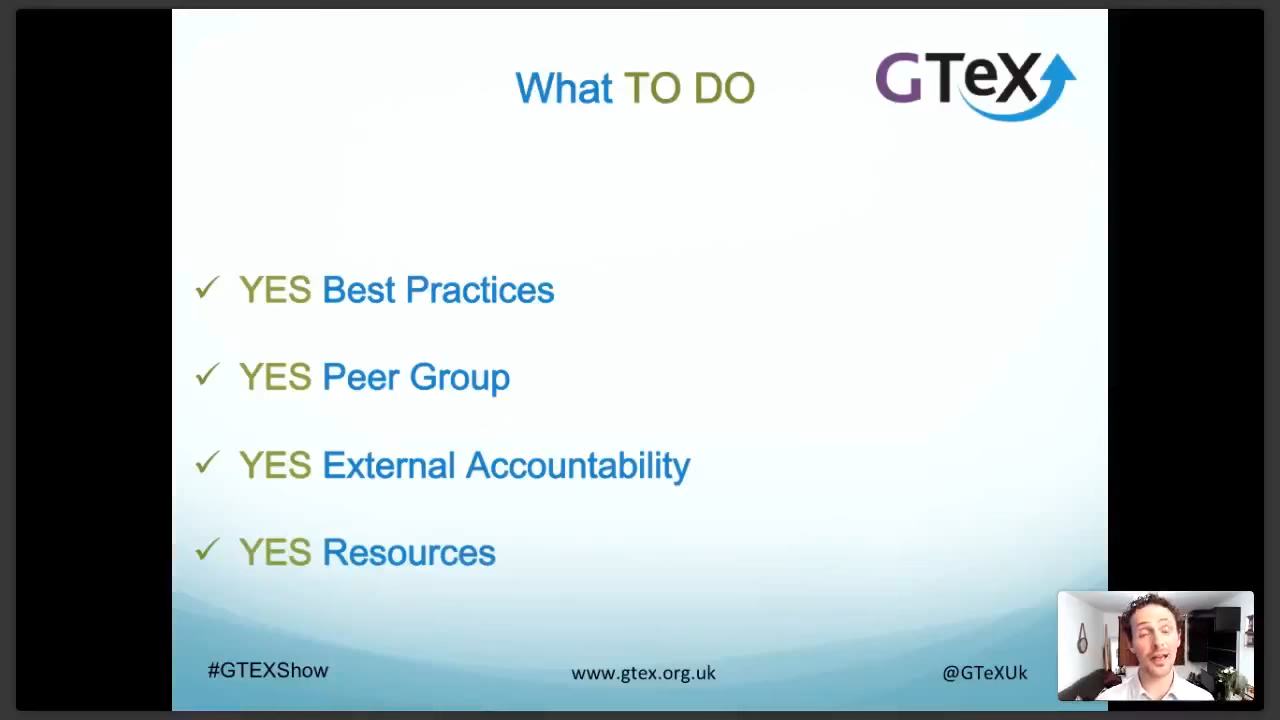 What TO DO
GTeX
✓ YES Best Practices
✓ YES Peer Group
✓ YES External Accountability
✓ YES Resources
#GTEXShow
www.gtex.org.uk
@GTeXUk